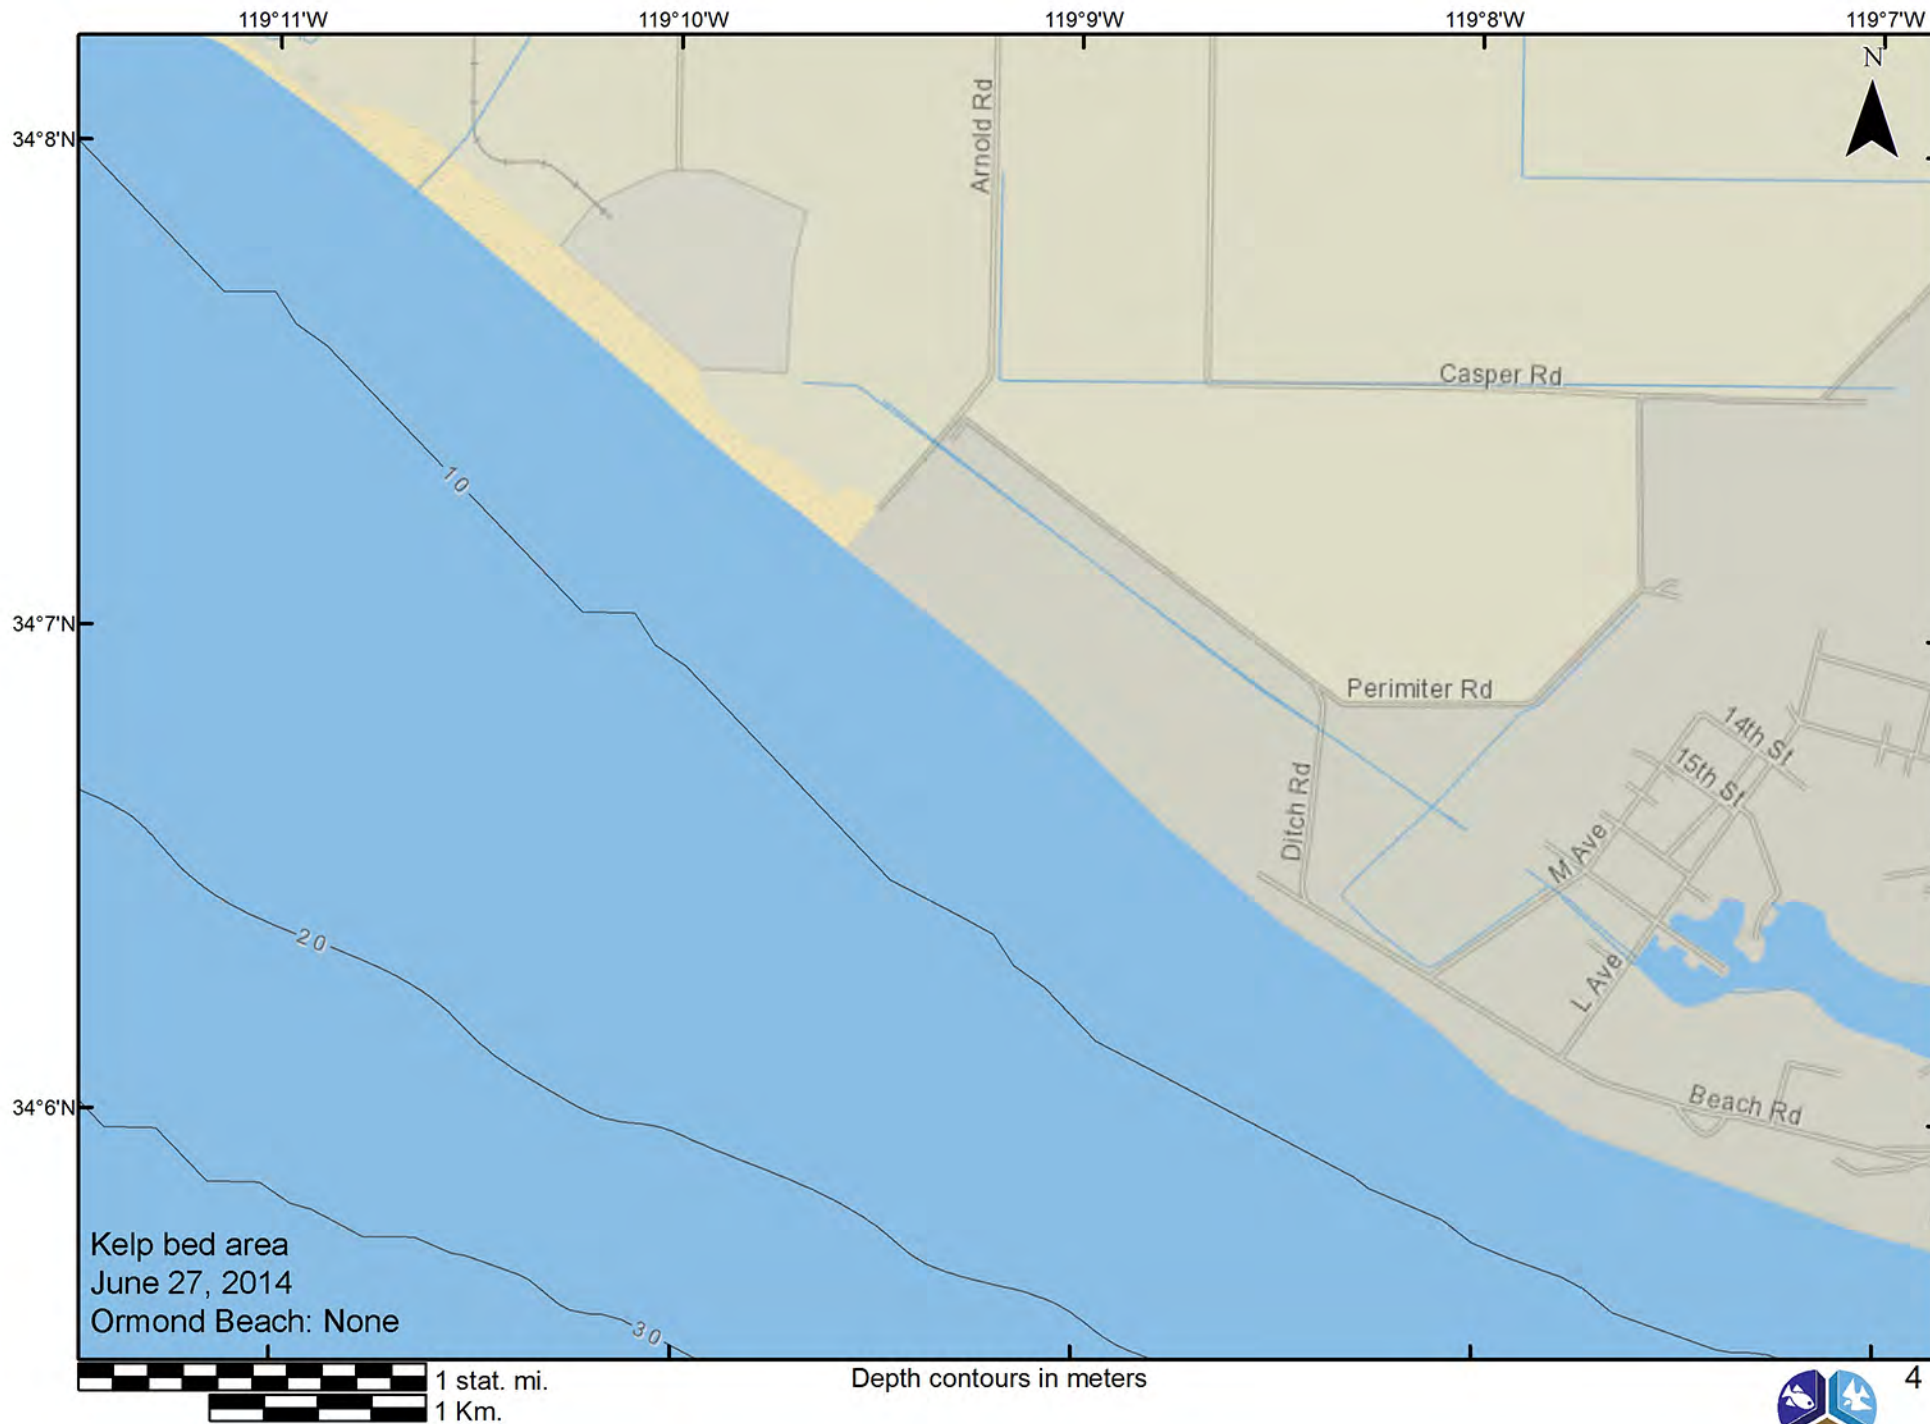 119°11'W
119°10'W
119°9'W
119°8'W
119°7'W
N
34°8'N
Arnold Rd
Casper Rd
10
34°7'N
Perimiter Rd
14th St
15th St
Ditch Rd
M Ave
20
L Ave
34°6'N
Beach Rd
Kelp bed area
June 27, 2014
Ormond Beach: None
30
1 stat. mi.
Depth contours in meters
4
1 Km.